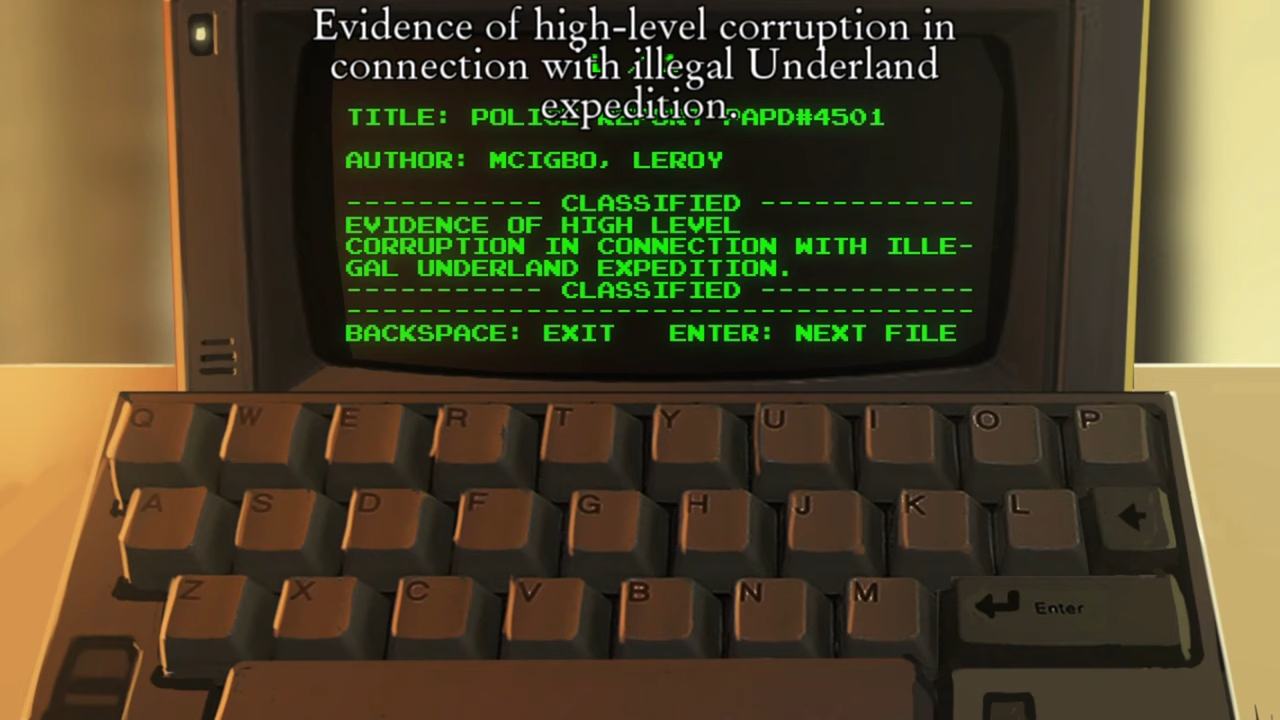 Evidence of high-level corruption in
connection with illegal Underland
expedition.
TITLE: POLICE REPORT PAPD#4501
AUTHOR: MCIGBO, LEROY
----------- CLASSIFIED ------------
EVIDENCE OF HIGH LEVEL
CORRUPTION IN CONNECTION WITH ILLE-
GAL UNDERLAND EXPEDITION.
----------- CLASSIFIED ------------
-----------------------------------
BACKSPACE: EXIT ENTER: NEXT FILE
Q W E R T Y U I O P
A S D F G H J K L
Z X C V B N M Enter